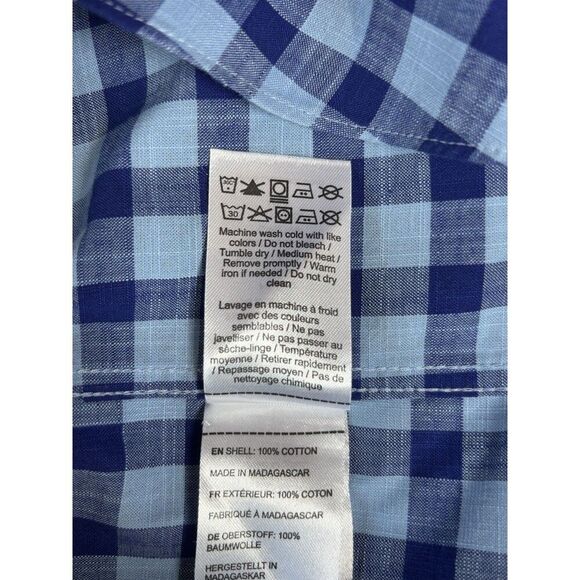 30
Machine wash cold with like
colors / Do not bleach /
Tumble dry / Medium heat /
Remove promptly / Warm
iron if needed / Do not dry
clean
Lavage en machine à froid
avec des couleurs
semblables / Ne pas
javelliser / Ne pas passer au
sèche-linge / Température
moyenne / Retirer rapidement
/ Repassage moyen / Pas de
nettoyage chimique
EN SHELL: 100% COTTON
MADE IN MADAGASCAR
FR EXTÉRIEUR: 100% COTON
FABRIQUÉ À MADAGASCAR
DE OBERSTOFF: 100%
BAUMWOLLE
HERGESTELLT IN
MADAGASKAR